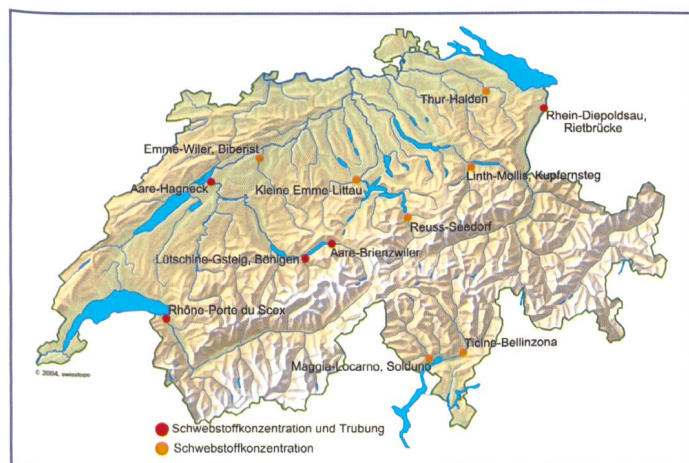 Thur-Halden
Rhein-Diepoldsau,
Rietbrücke
Emme-Wiler, Biberist
Linth-Mollis, Kupfernsteg
Aare-Hagneck
Kleine Emme-Littau
Reuss-Seedorf
Lütschine-Gsteig, Bönigen
Aare-Brienzwiler
Rhône-Porte du Scex
Ticino-Bellinzona
Maggia-Locarno, Solduno
© 2004, swisstopo
Schwebstoffkonzentration und Trübung
Schwebstoffkonzentration